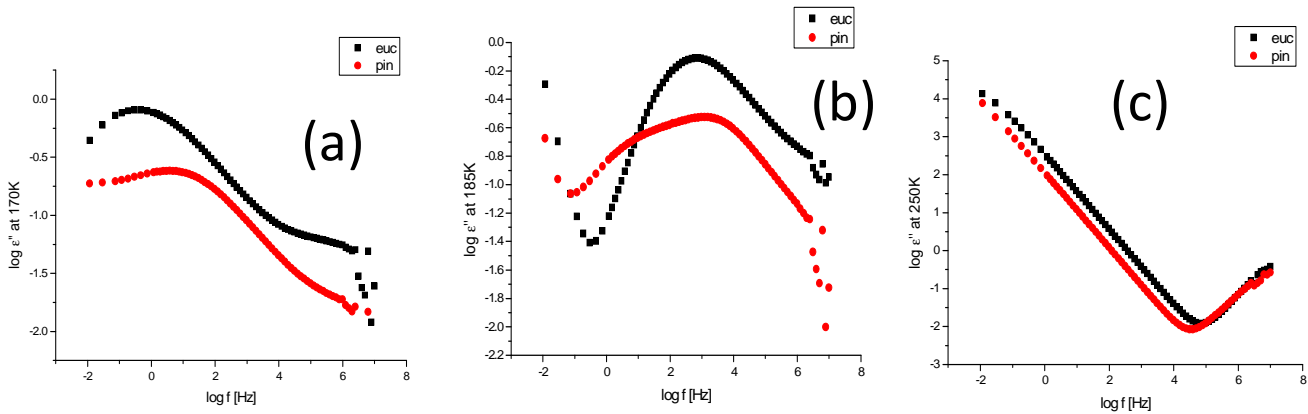 euc
pin
(a)
0.0
-0.5
-1.0
-1.5
-2.0
log ε" at 170K
-2 0 2 4 6 8
log f [Hz]
euc
pin
(b)
0.0
-0.2
-0.4
-0.6
-0.8
-1.0
-1.2
-1.4
-1.6
-1.8
-2.0
-2.2
log ε" at 185K
-2 0 2 4 6 8
log f [Hz]
euc
pin
(c)
5
4
3
2
1
0
-1
-2
-3
log ε" at 250K
-2 0 2 4 6 8
log f [Hz]